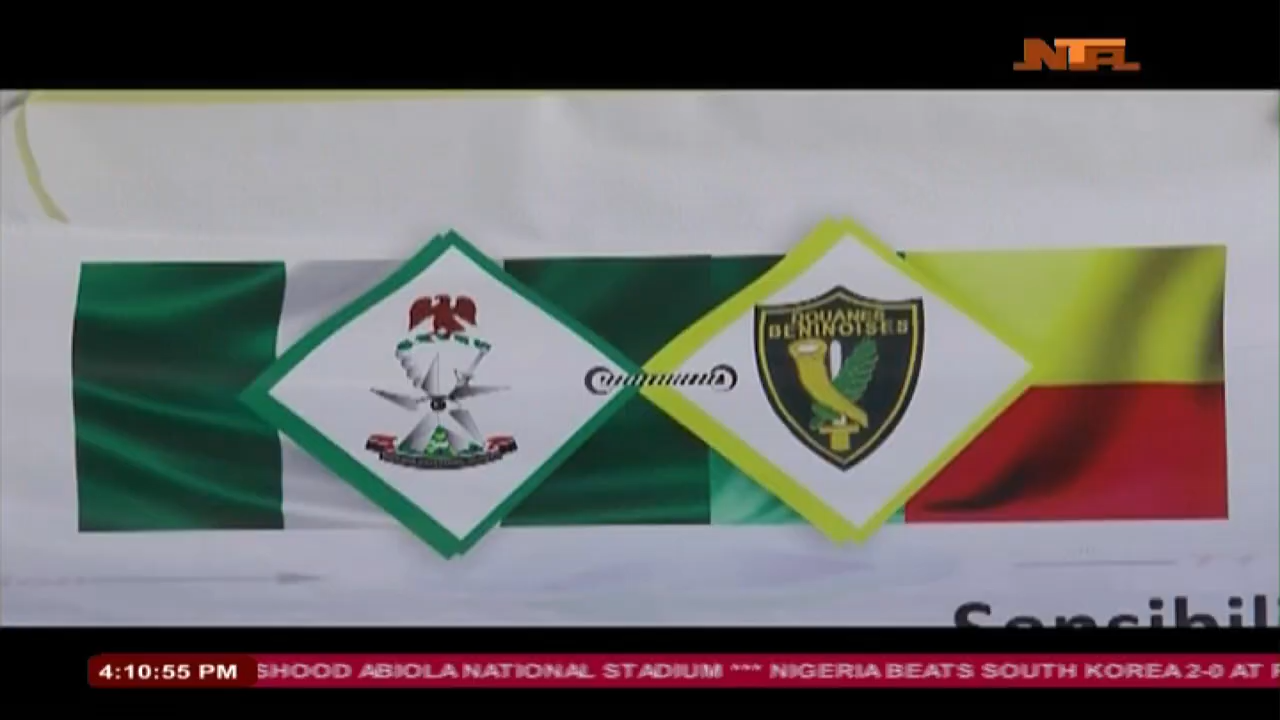 NTA
DOUANES
BENINOISES
Sensibili
4:10:55 PM
SHOOD ABIOLA NATIONAL STADIUM ~~~ NIGERIA BEATS SOUTH KOREA 2-0 AT